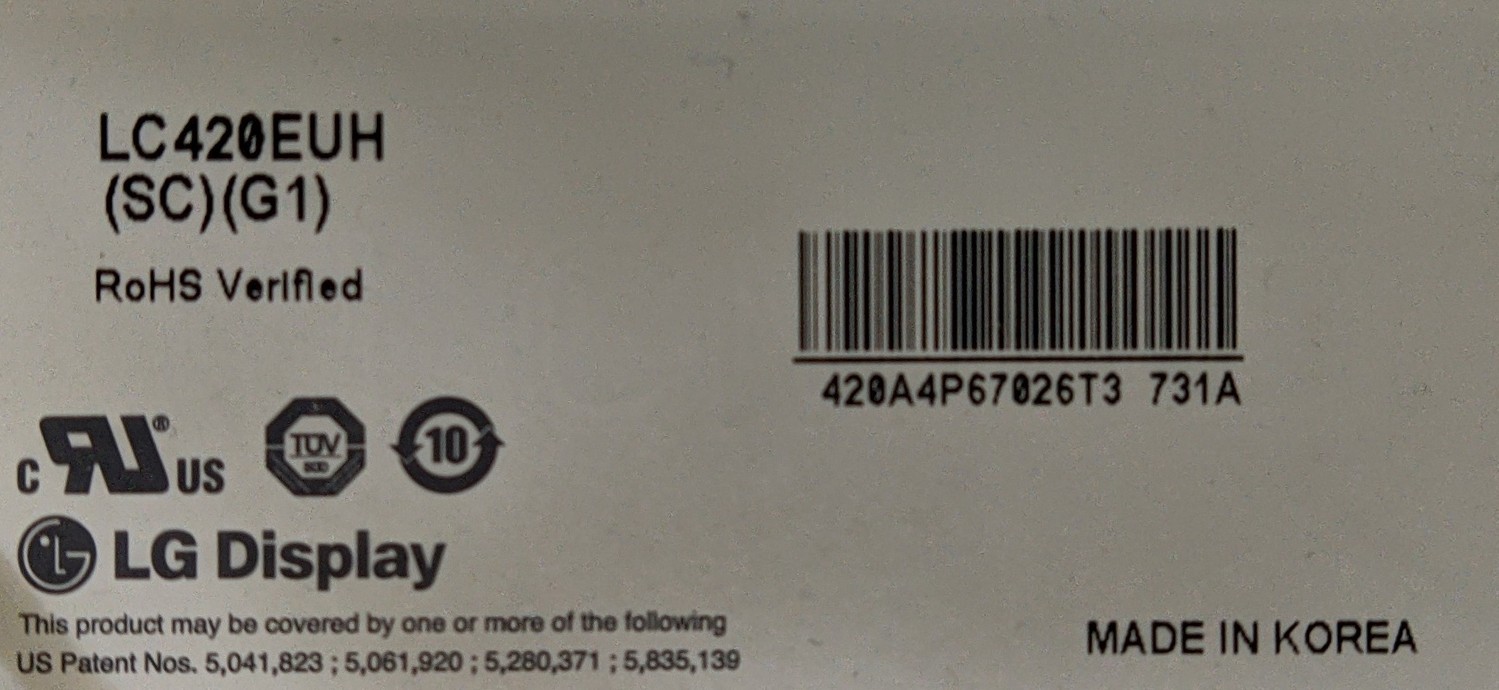 LC420EUH
(SC)(G1)
RoHS Verified
420A4P67026T3 731A
c RU ® US
TÜV
10
LG Display
This product may be covered by one or more of the following
US Patent Nos. 5,041,823 ; 5,061,920 ; 5,280,371 ; 5,835,139
MADE IN KOREA